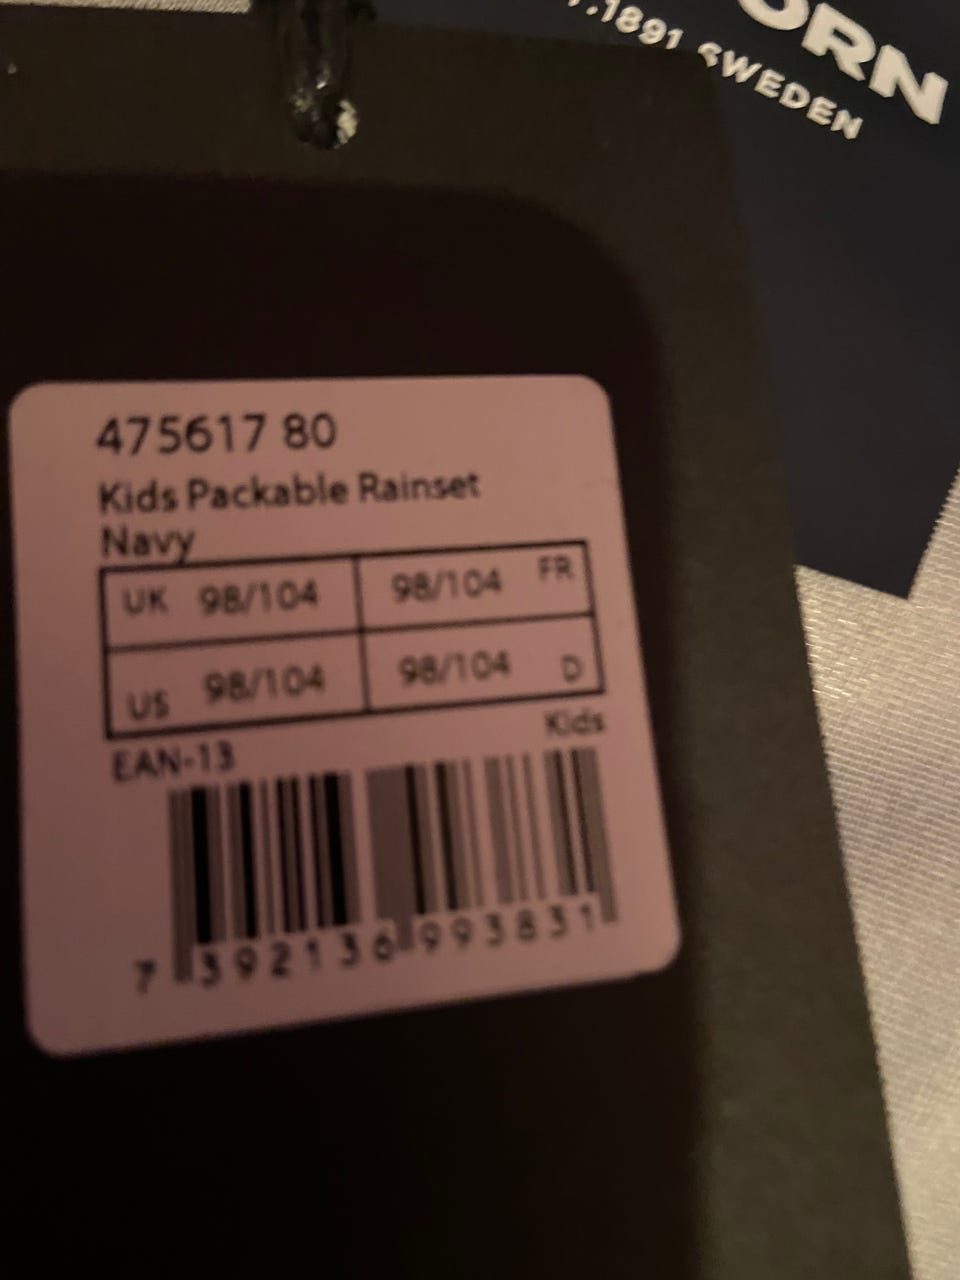 ORN
.1891 SWEDEN
475617 80
Kids Packable Rainset
Navy
UK 98/104 98/104 FR
US 98/104 98/104 D
EAN-13 Kids
7 392136 993831